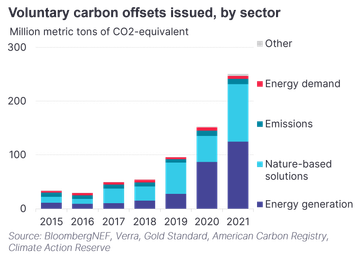 Voluntary carbon offsets issued, by sector
Million metric tons of CO2-equivalent
300
200
100
0
2015 2016 2017 2018 2019 2020 2021
Other
Energy demand
Emissions
Nature-based
solutions
Energy generation
Source: BloombergNEF, Verra, Gold Standard, American Carbon Registry,
Climate Action Reserve